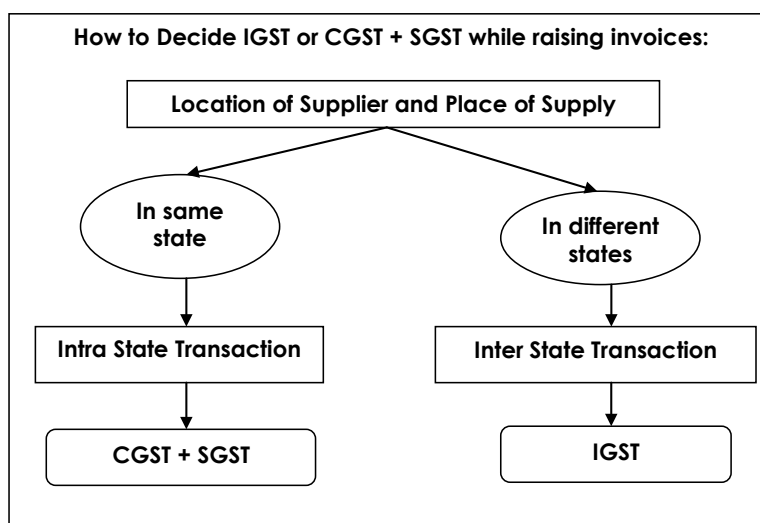 How to Decide IGST or CGST + SGST while raising invoices:
Location of Supplier and Place of Supply
In same
state
In different
states
Intra State Transaction
Inter State Transaction
CGST + SGST
IGST